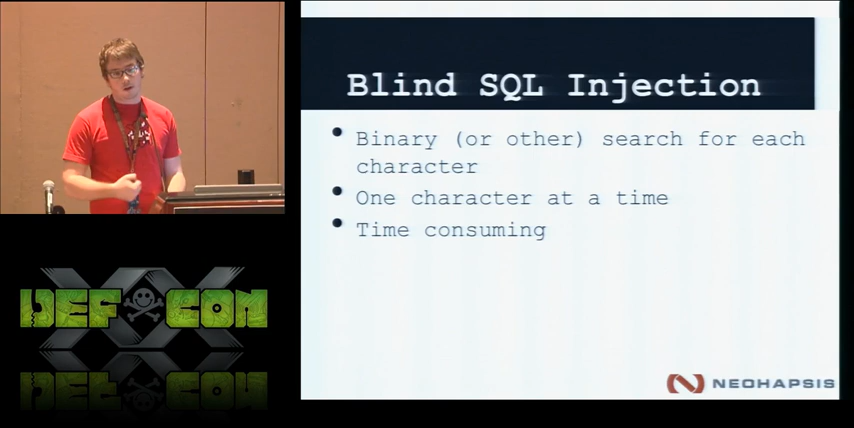 Blind SQL Injection
Binary (or other) search for each
character
One character at a time
Time consuming
NEOHAPSIS
DEF CON
XX